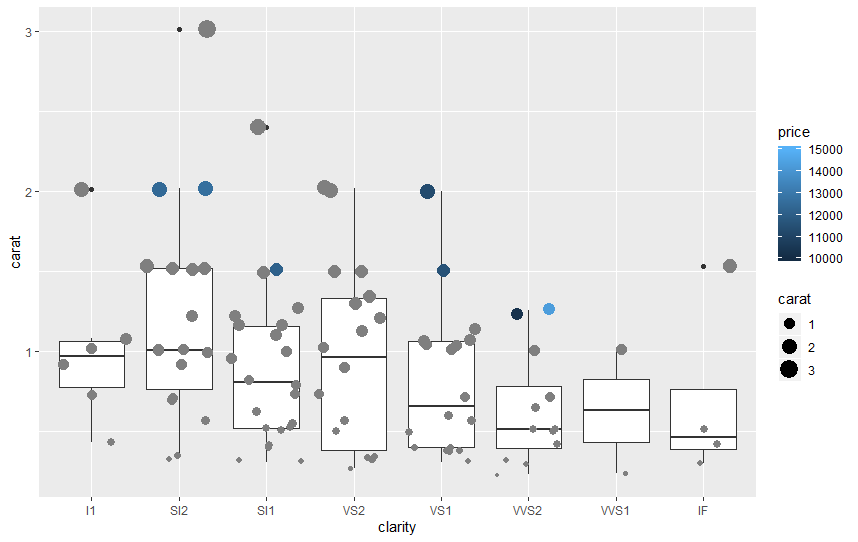 3
2
1
carat
I1 SI2 SI1 VS2 VS1 VVS2 VVS1 IF
clarity
price
15000
14000
13000
12000
11000
10000
carat
1
2
3